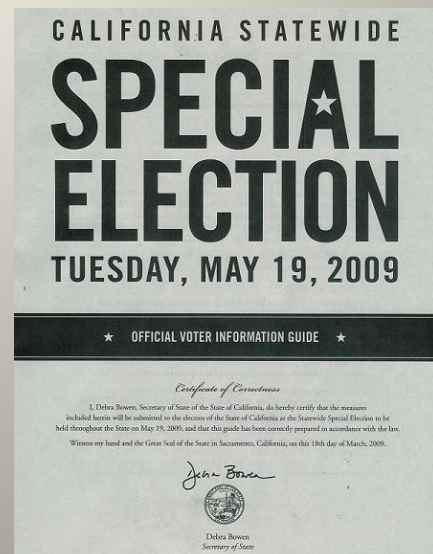 CALIFORNIA STATEWIDE
SPECIAL
ELECTION
TUESDAY, MAY 19, 2009
★ OFFICIAL VOTER INFORMATION GUIDE ★
Certificate of Correctness
I, Debra Bowen, Secretary of State of the State of California, do hereby certify that the measures
included herein will be submitted to the electors of the State of California at the Statewide Special Election to be
held throughout the State on May 19, 2009, and that this guide has been correctly prepared in accordance with the law.
Witness my hand and the Great Seal of the State in Sacramento, California, on this 18th day of March, 2009.
Debra Bowen
Debra Bowen
Secretary of State